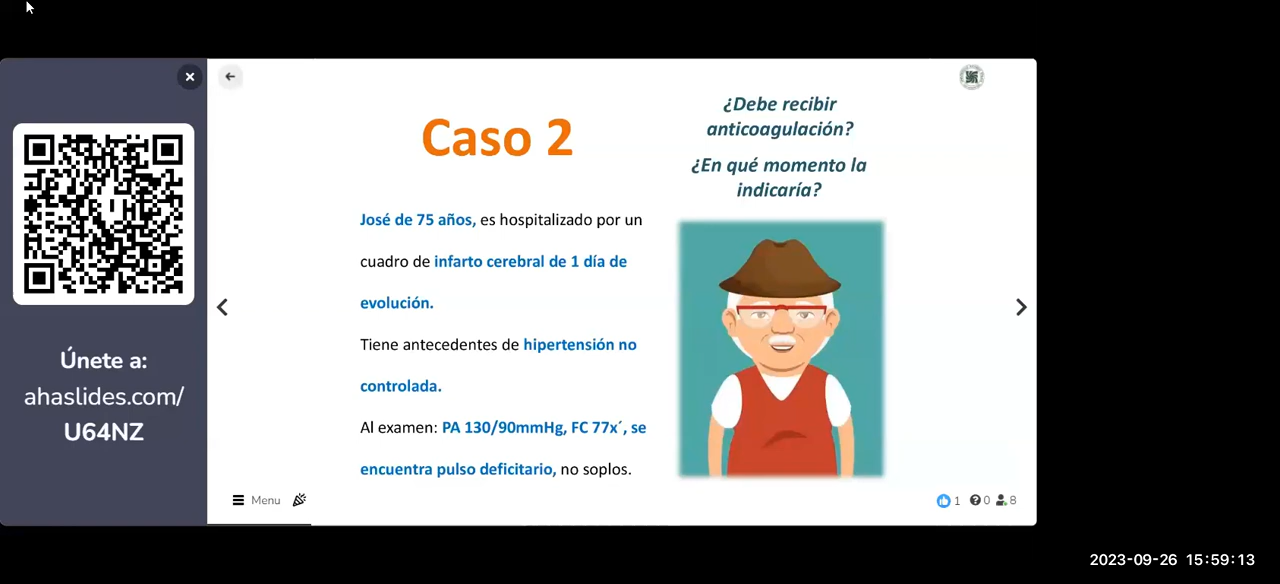 Únete a:
ahaslides.com/
U64NZ
Caso 2
José de 75 años, es hospitalizado por un
cuadro de infarto cerebral de 1 día de
evolución.
Tiene antecedentes de hipertensión no
controlada.
Al examen: PA 130/90mmHg, FC 77x´, se
encuentra pulso deficitario, no soplos.
¿Debe recibir
anticoagulación?
¿En qué momento la
indicaría?
Menu
1 0 8
2023-09-26 15:59:13